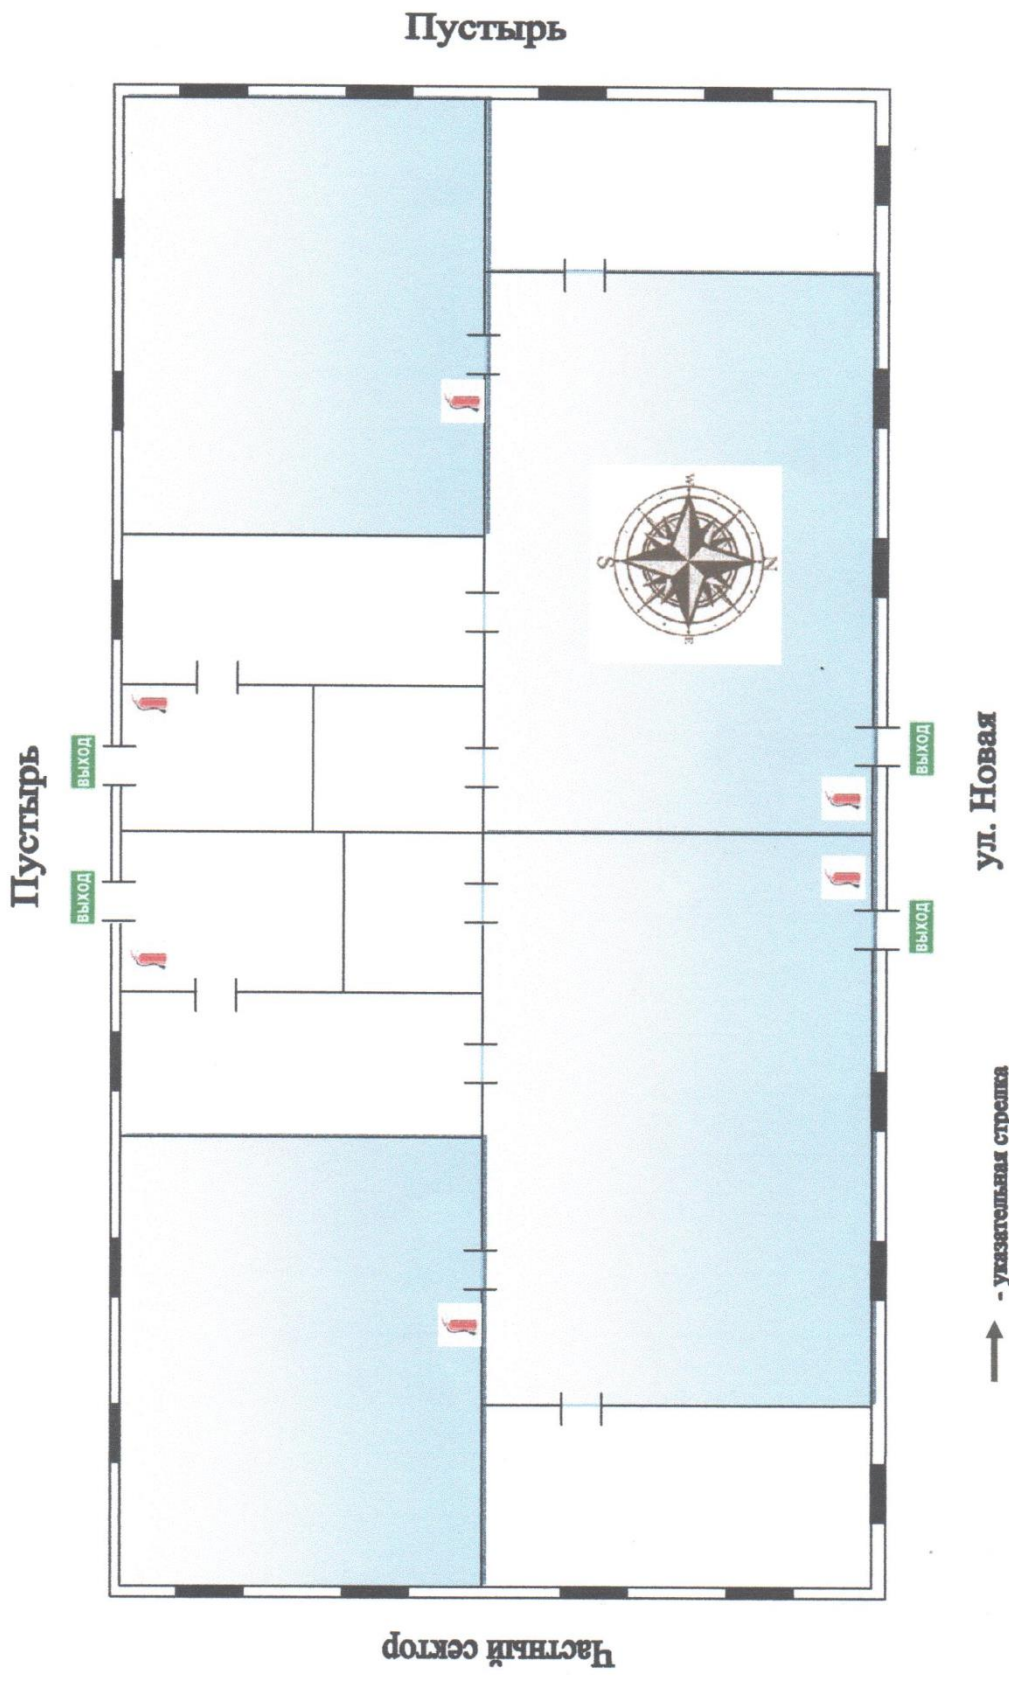 Пустырь
Пустырь
ВЫХОД
ВЫХОД
W
S
N
E
ВЫХОД
ВЫХОД
ул. Новая
- указательная стрелка
Частный сектор